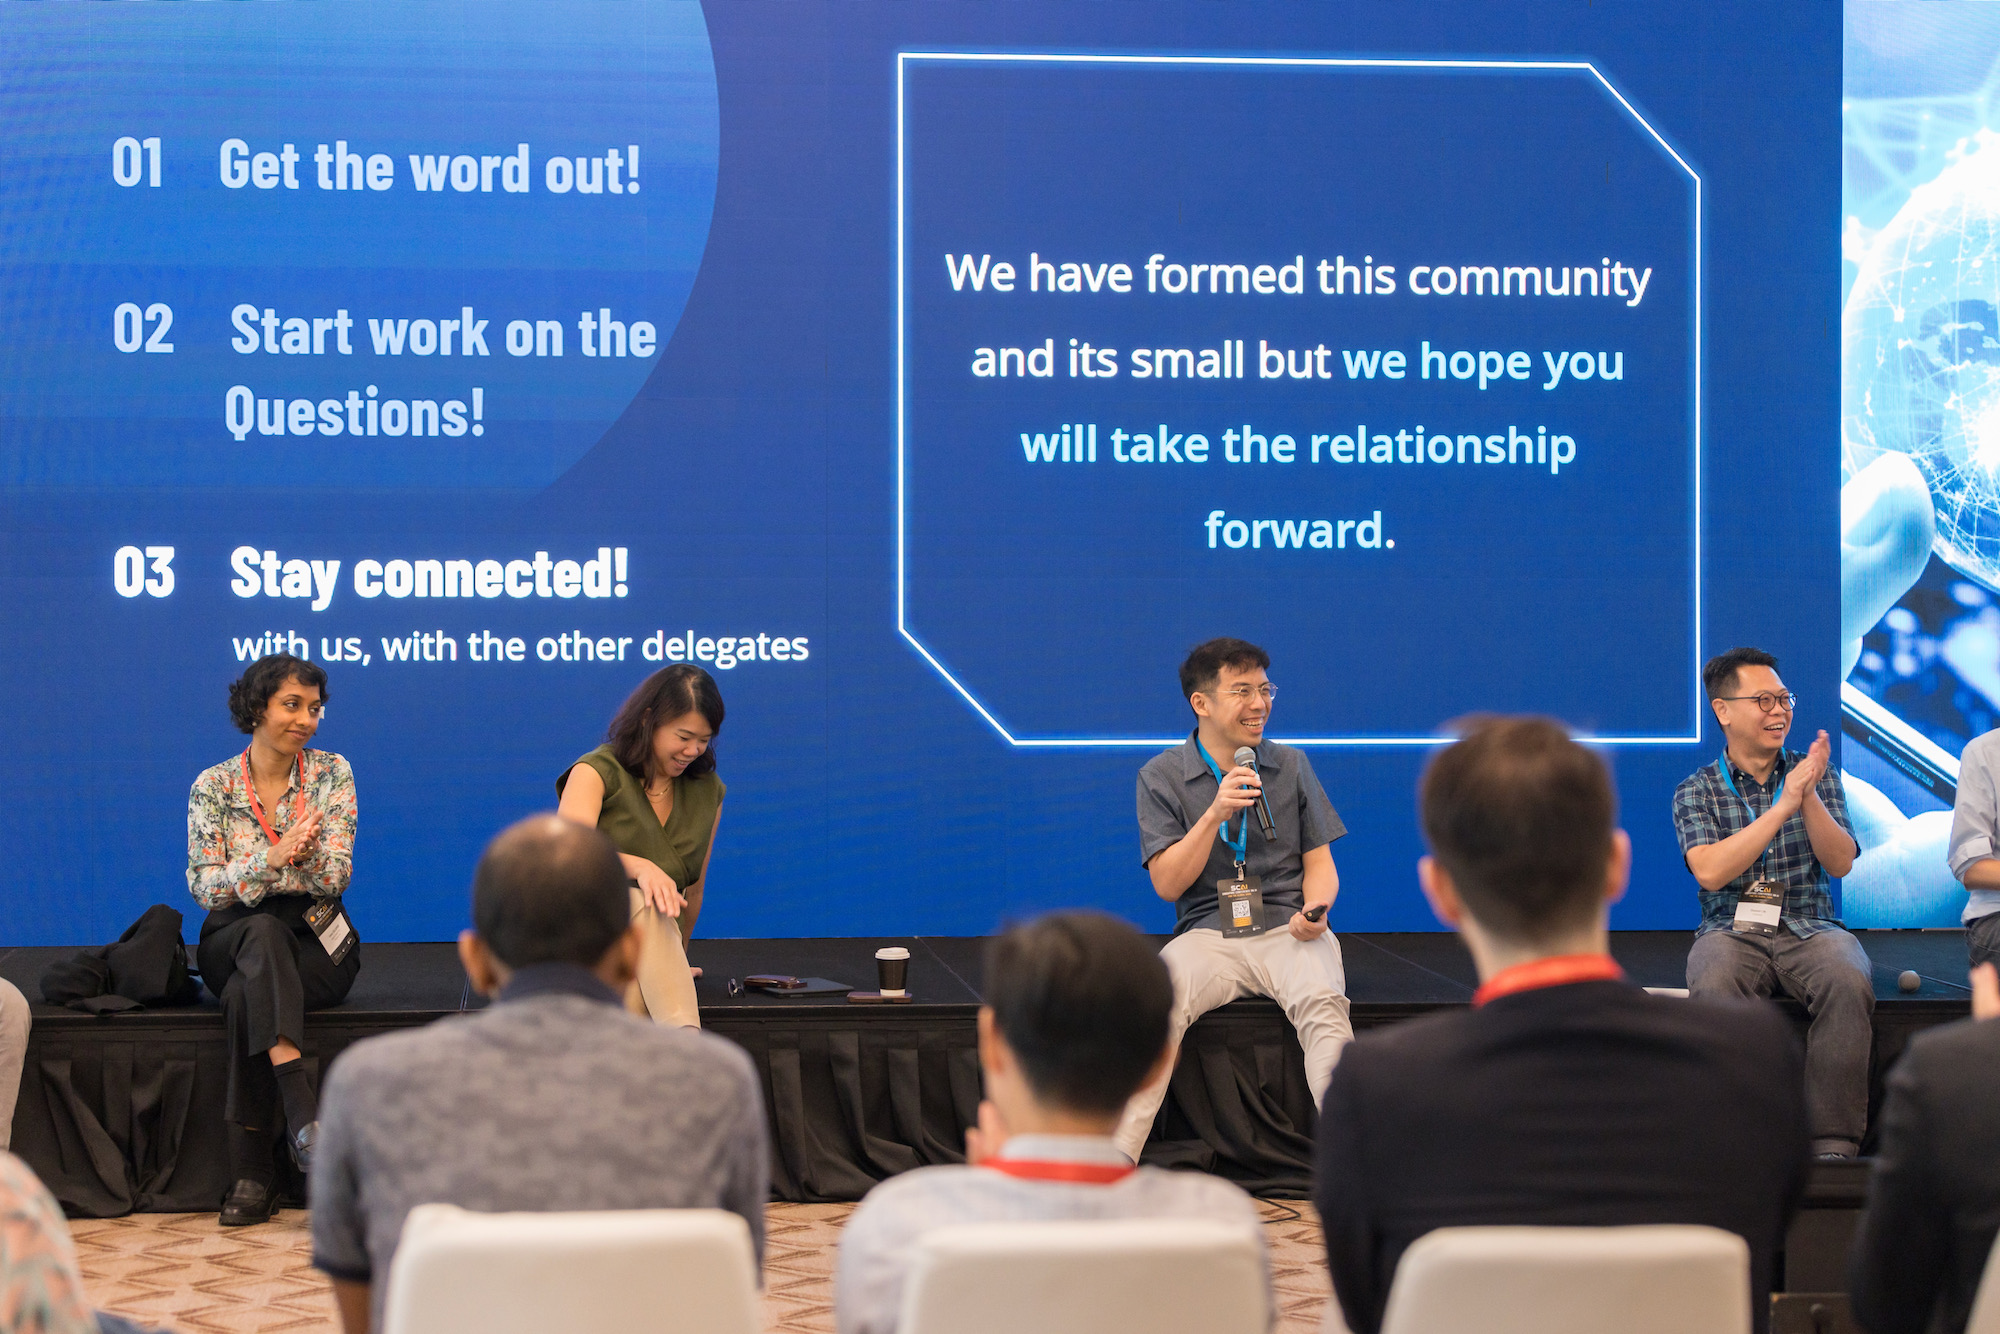 01 Get the word out!
02 Start work on the
Questions!
03 Stay connected!
with us, with the other delegates
We have formed this community
and its small but we hope you
will take the relationship
forward.
SCAI